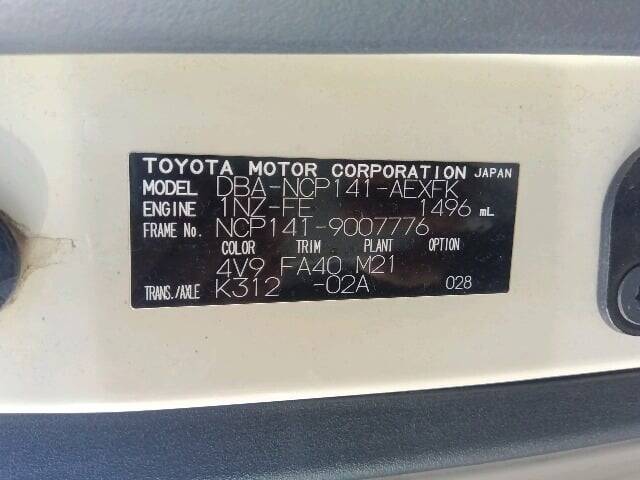 TOYOTA MOTOR CORPORATION JAPAN
MODEL DBA-NCP141-AEXFK
ENGINE 1NZ-FE 1496 mL
FRAME No. NCP141-9007776
COLOR TRIM PLANT OPTION
4V9 FA40 M21
TRANS./AXLE K312 -02A 028